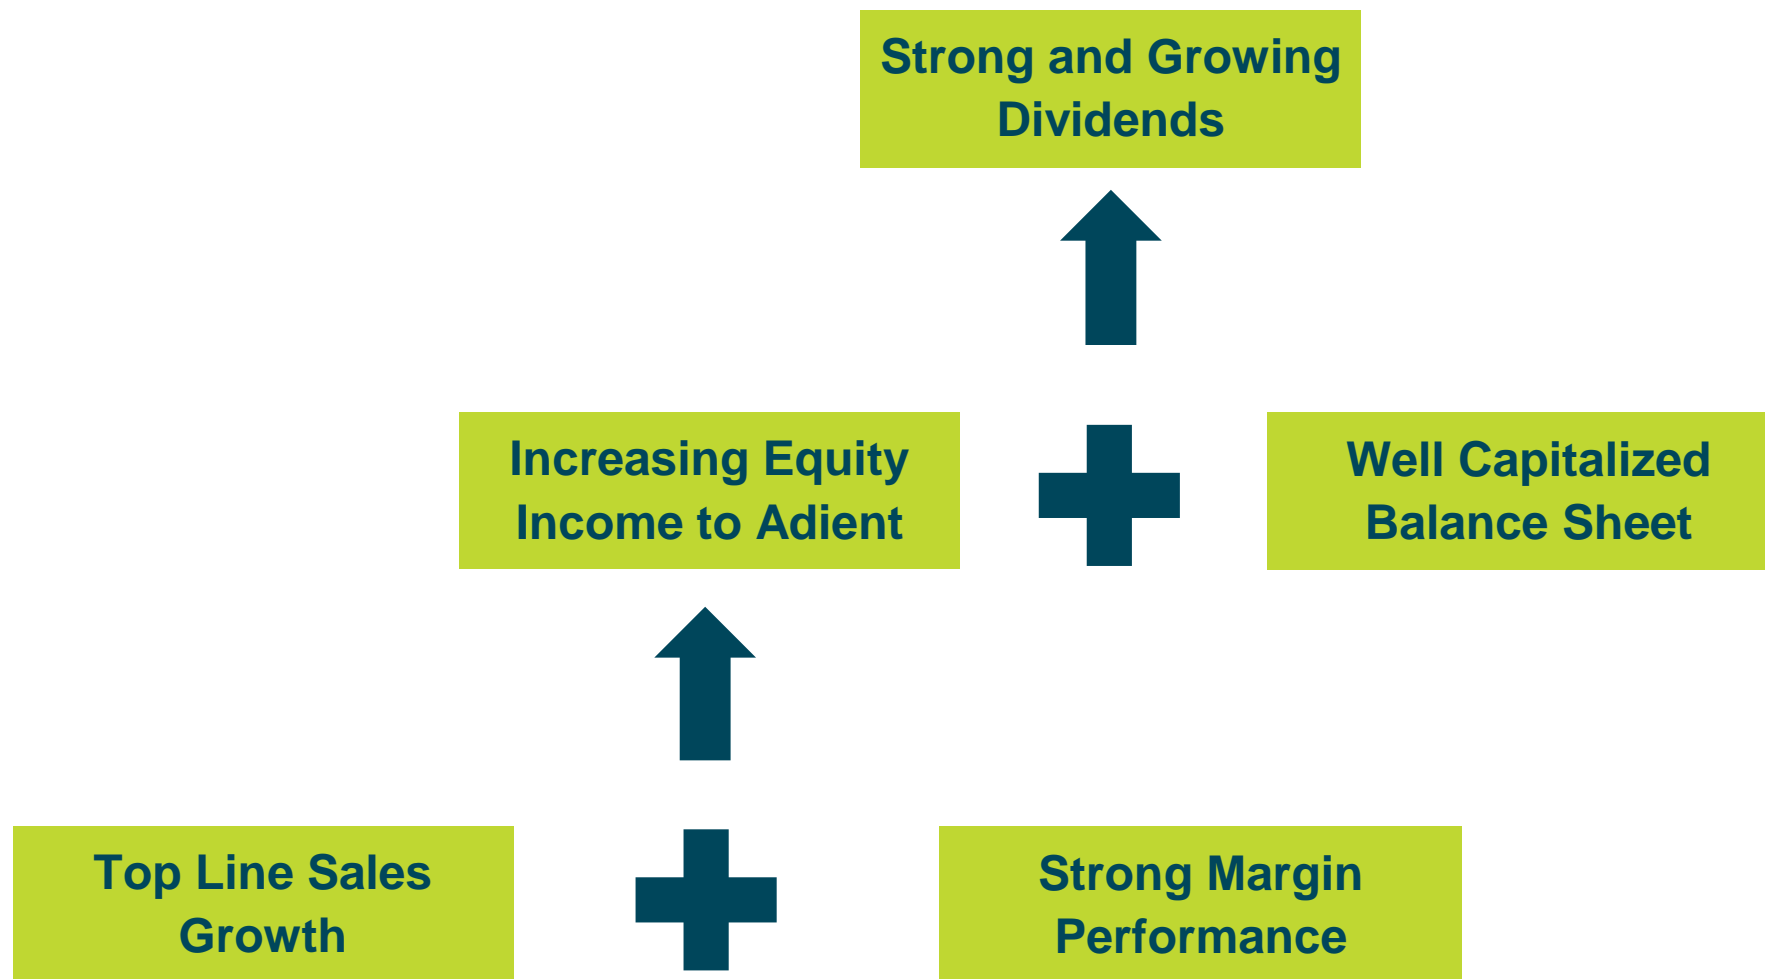 Strong and Growing
Dividends
Increasing Equity
Income to Adient
Well Capitalized
Balance Sheet
Top Line Sales
Growth
Strong Margin
Performance